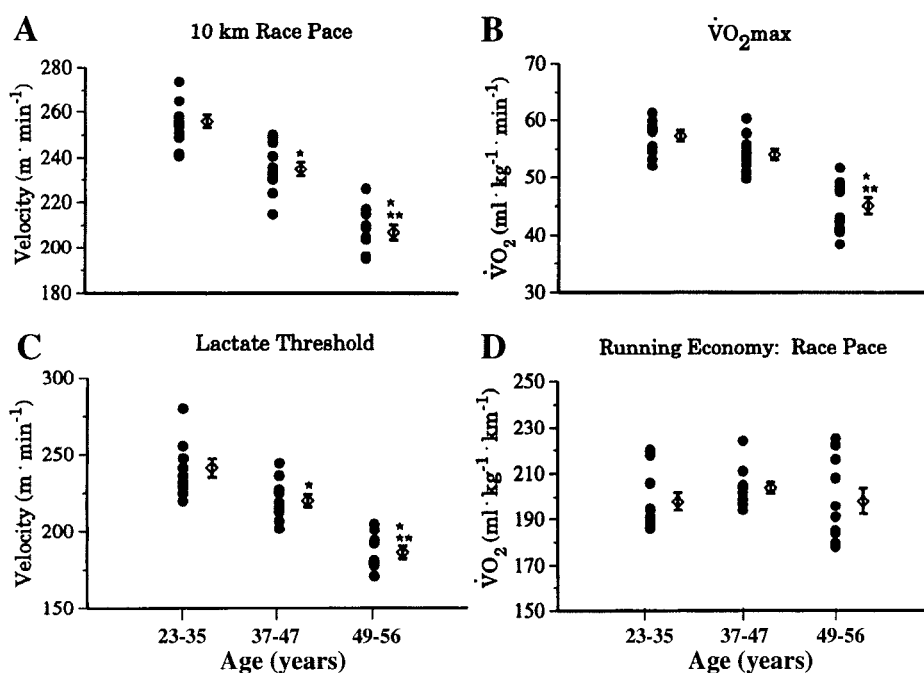 A
10 km Race Pace
Velocity (m · min⁻¹)
260
240
220
200
180
*
*
**
B
V̇O₂max
V̇O₂ (ml · kg⁻¹ · min⁻¹)
70
60
50
40
30
*
**
C
Lactate Threshold
Velocity (m · min⁻¹)
300
250
200
150
*
*
**
23-35 37-47 49-56
Age (years)
D
Running Economy: Race Pace
V̇O₂ (ml · kg⁻¹ · km⁻¹)
250
230
210
190
170
150
23-35 37-47 49-56
Age (years)